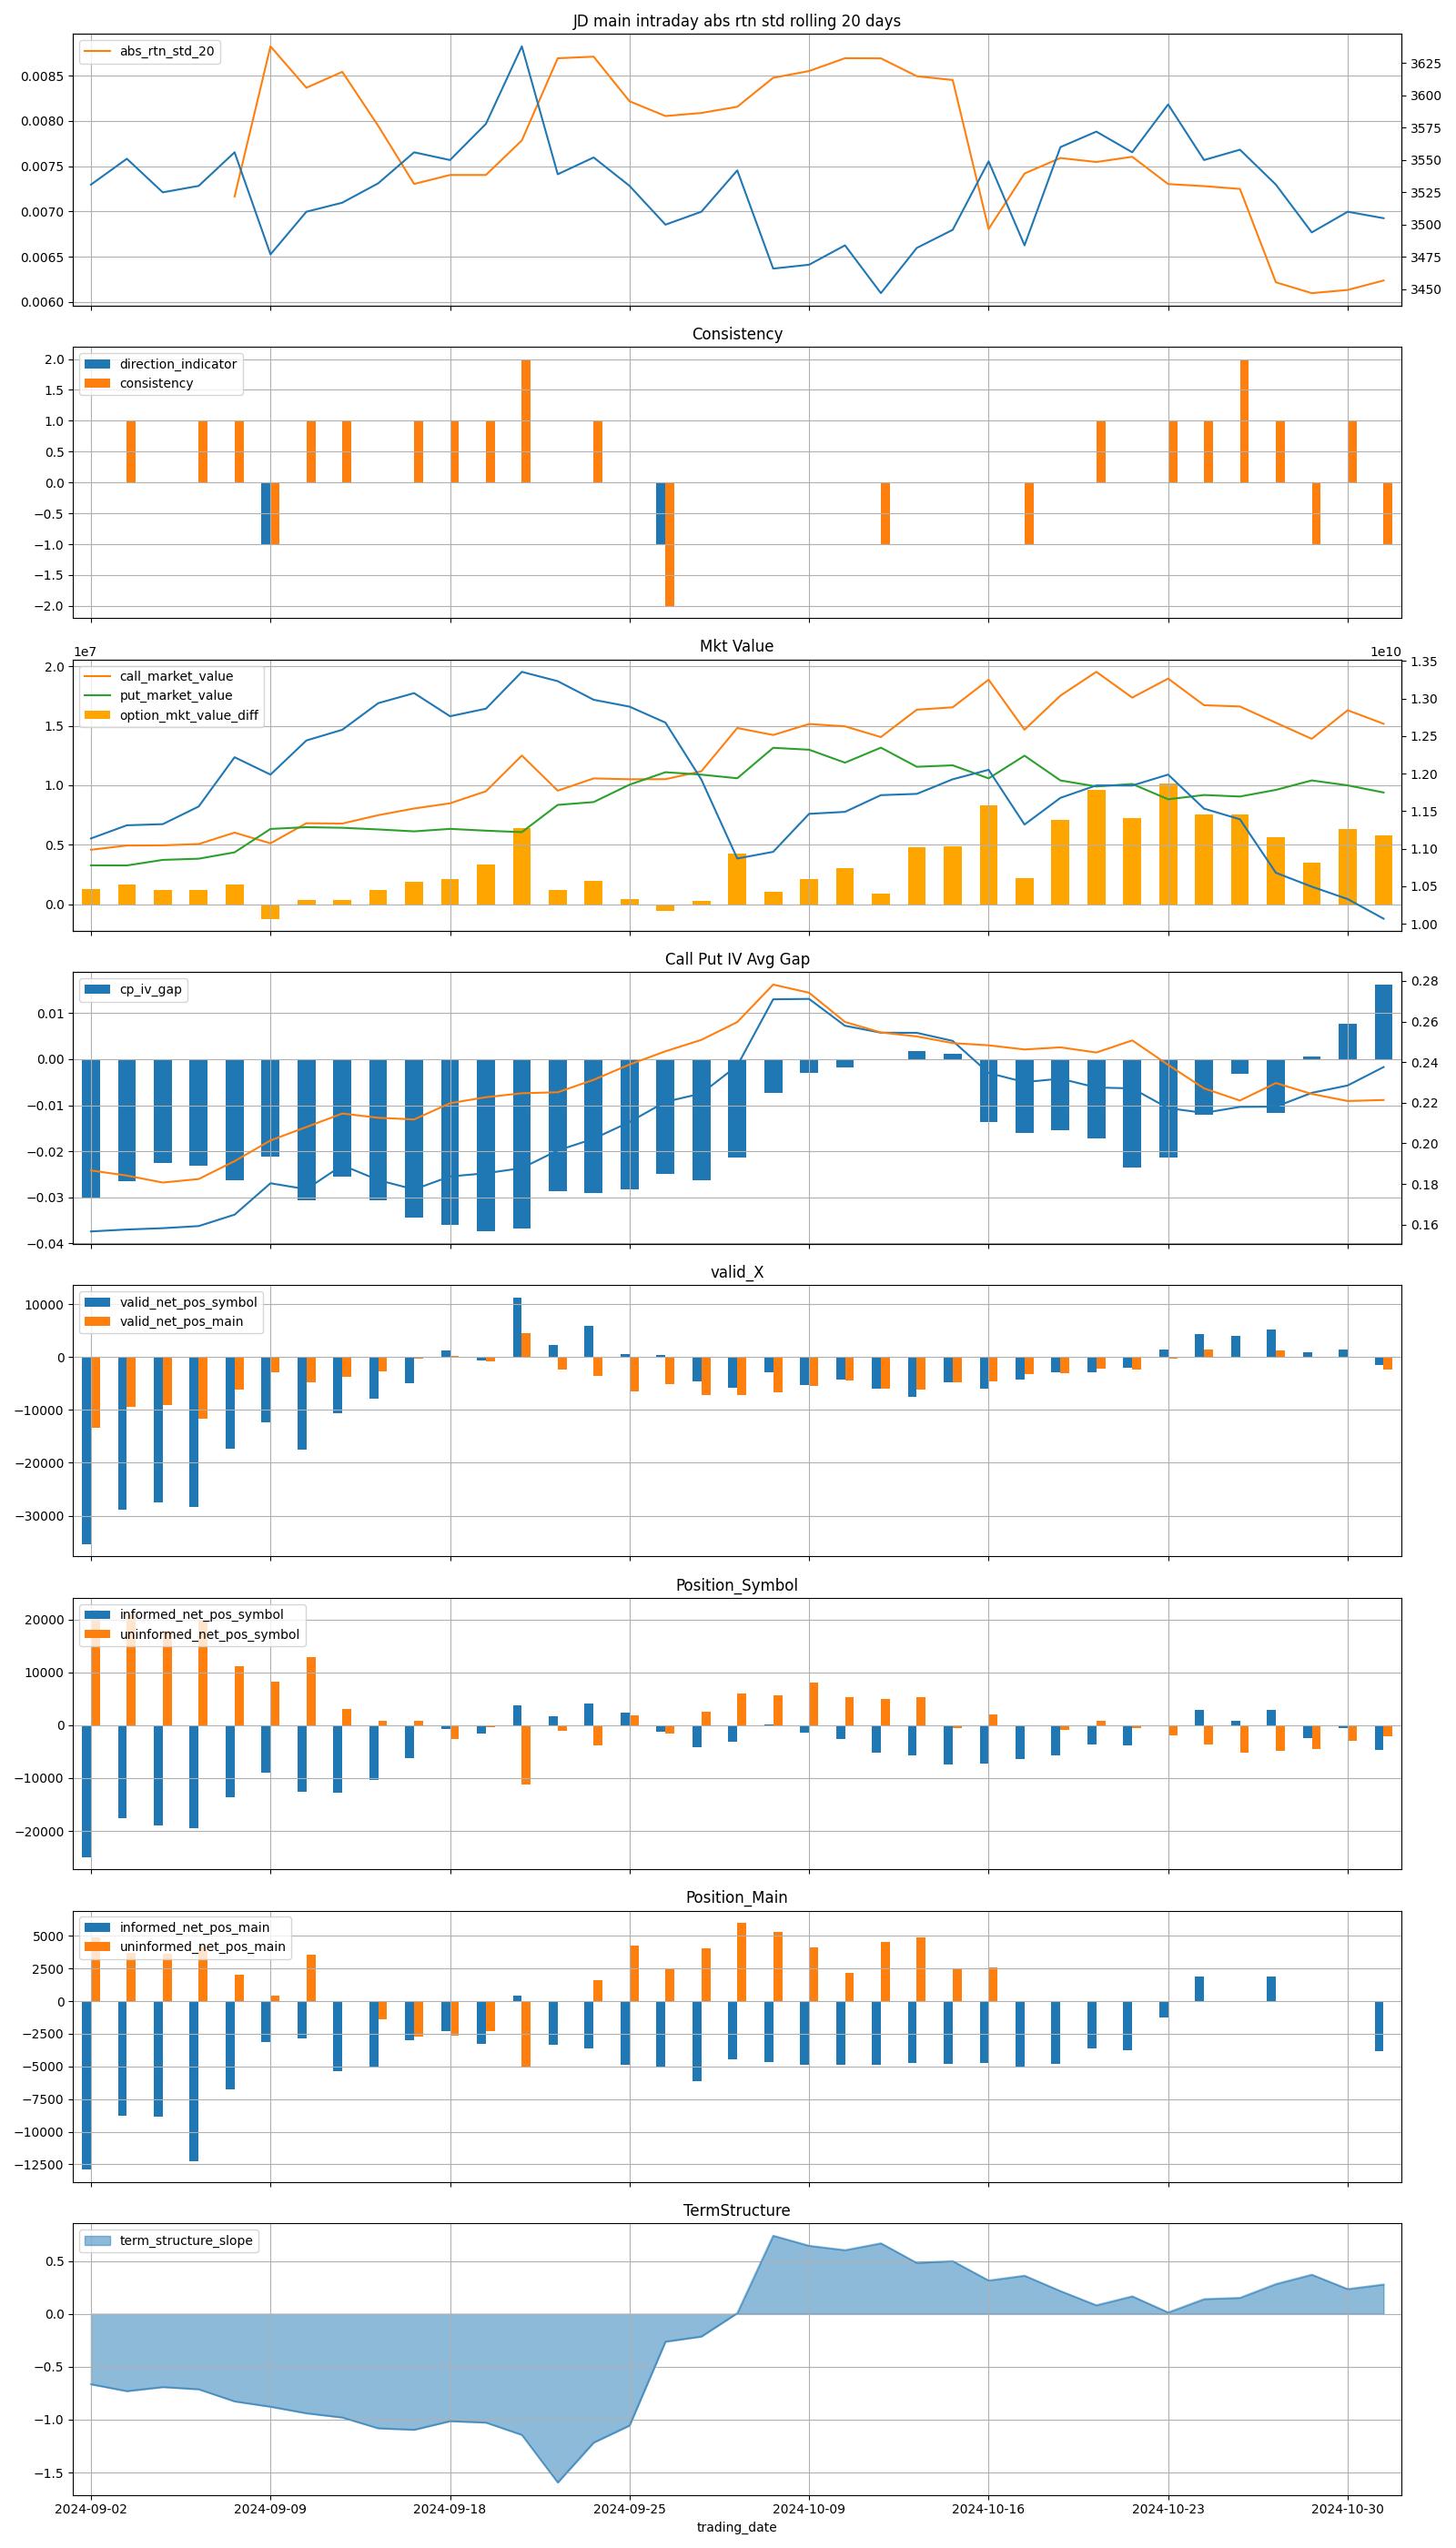 JD main intraday abs rtn std rolling 20 days
abs_rtn_std_20
0.0085
0.0080
0.0075
0.0070
0.0065
0.0060
3625
3600
3575
3550
3525
3500
3475
3450
Consistency
direction_indicator
consistency
2.0
1.5
1.0
0.5
0.0
−0.5
−1.0
−1.5
−2.0
Mkt Value
1e7
1e10
call_market_value
put_market_value
option_mkt_value_diff
2.0
1.5
1.0
0.5
0.0
1.35
1.30
1.25
1.20
1.15
1.10
1.05
1.00
Call Put IV Avg Gap
cp_iv_gap
0.01
0.00
−0.01
−0.02
−0.03
−0.04
0.28
0.26
0.24
0.22
0.20
0.18
0.16
valid_X
valid_net_pos_symbol
valid_net_pos_main
10000
0
−10000
−20000
−30000
Position_Symbol
informed_net_pos_symbol
uninformed_net_pos_symbol
20000
10000
0
−10000
−20000
Position_Main
informed_net_pos_main
uninformed_net_pos_main
5000
2500
0
−2500
−5000
−7500
−10000
−12500
TermStructure
term_structure_slope
0.5
0.0
−0.5
−1.0
−1.5
2024-09-02 2024-09-09 2024-09-18 2024-09-25 2024-10-09 2024-10-16 2024-10-23 2024-10-30
trading_date